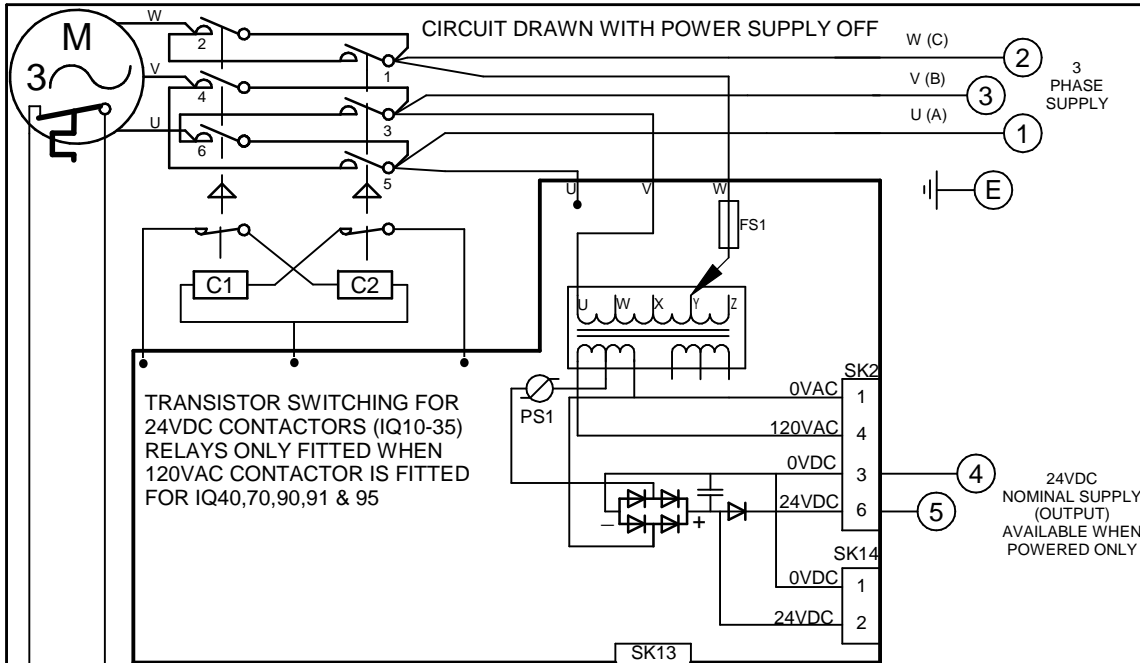 CIRCUIT DRAWN WITH POWER SUPPLY OFF
M
3
W
V
U
2
4
6
1
3
5
W (C)
2
V (B)
3
U (A)
1
3
PHASE
SUPPLY
E
U
V
W
FS1
C1
C2
U
W
X
Y
Z
TRANSISTOR SWITCHING FOR
24VDC CONTACTORS (IQ10-35)
RELAYS ONLY FITTED WHEN
120VAC CONTACTOR IS FITTED
FOR IQ40,70,90,91 & 95
PS1
SK2
0VAC
1
120VAC
4
0VDC
3
4
24VDC
6
5
24VDC
NOMINAL SUPPLY
(OUTPUT)
AVAILABLE WHEN
POWERED ONLY
–
+
SK14
0VDC
1
24VDC
2
SK13